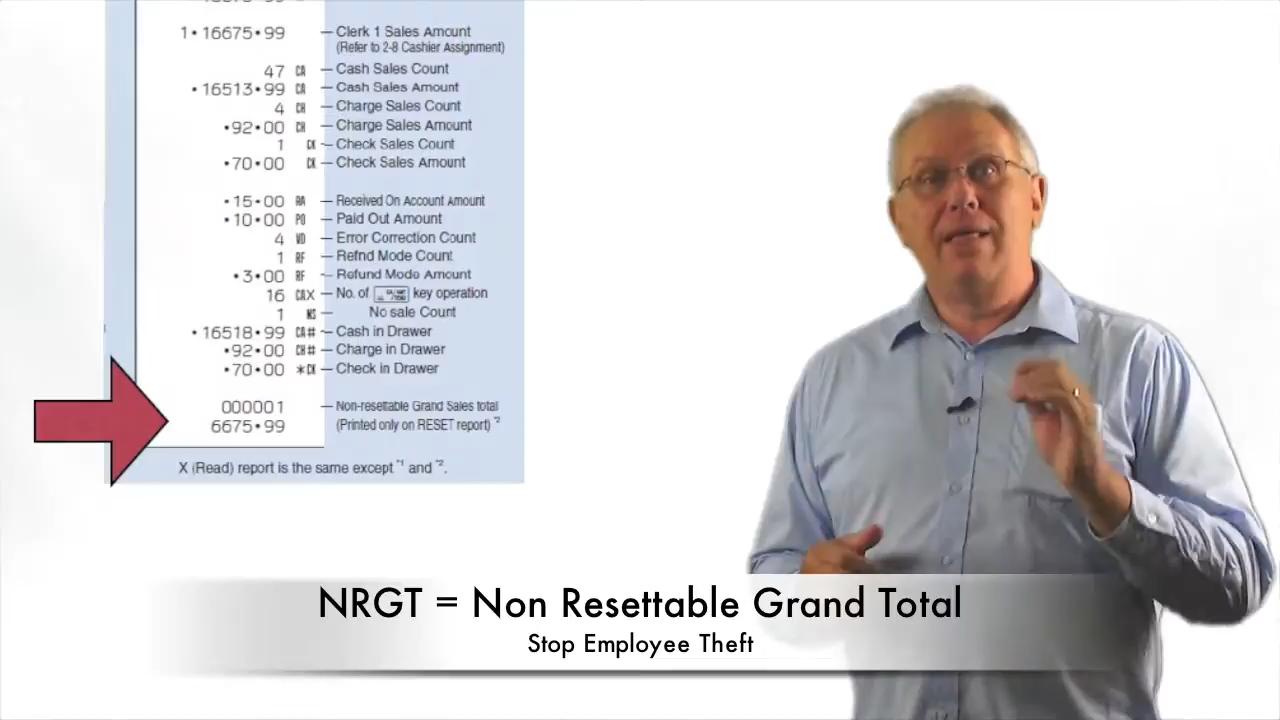 1•16675•99 Clerk 1 Sales Amount
(Refer to 2-8 Cashier Assignment)
47 CA Cash Sales Count
•16513•99 CA Cash Sales Amount
4 CH Charge Sales Count
•92•00 CH Charge Sales Amount
1 CK Check Sales Count
•70•00 CK Check Sales Amount
•15•00 RA Received On Account Amount
•10•00 PO Paid Out Amount
4 VD Error Correction Count
1 RF Refnd Mode Count
•3•00 RF Refund Mode Amount
16 CAX No. of key operation
1 NS No sale Count
•16518•99 CA# Cash in Drawer
•92•00 CH# Charge in Drawer
•70•00 *CK Check in Drawer
000001 Non-resettable Grand Sales total
6675•99 (Printed only on RESET report) *2
X (Read) report is the same except *1 and *2.
NRGT = Non Resettable Grand Total
Stop Employee Theft